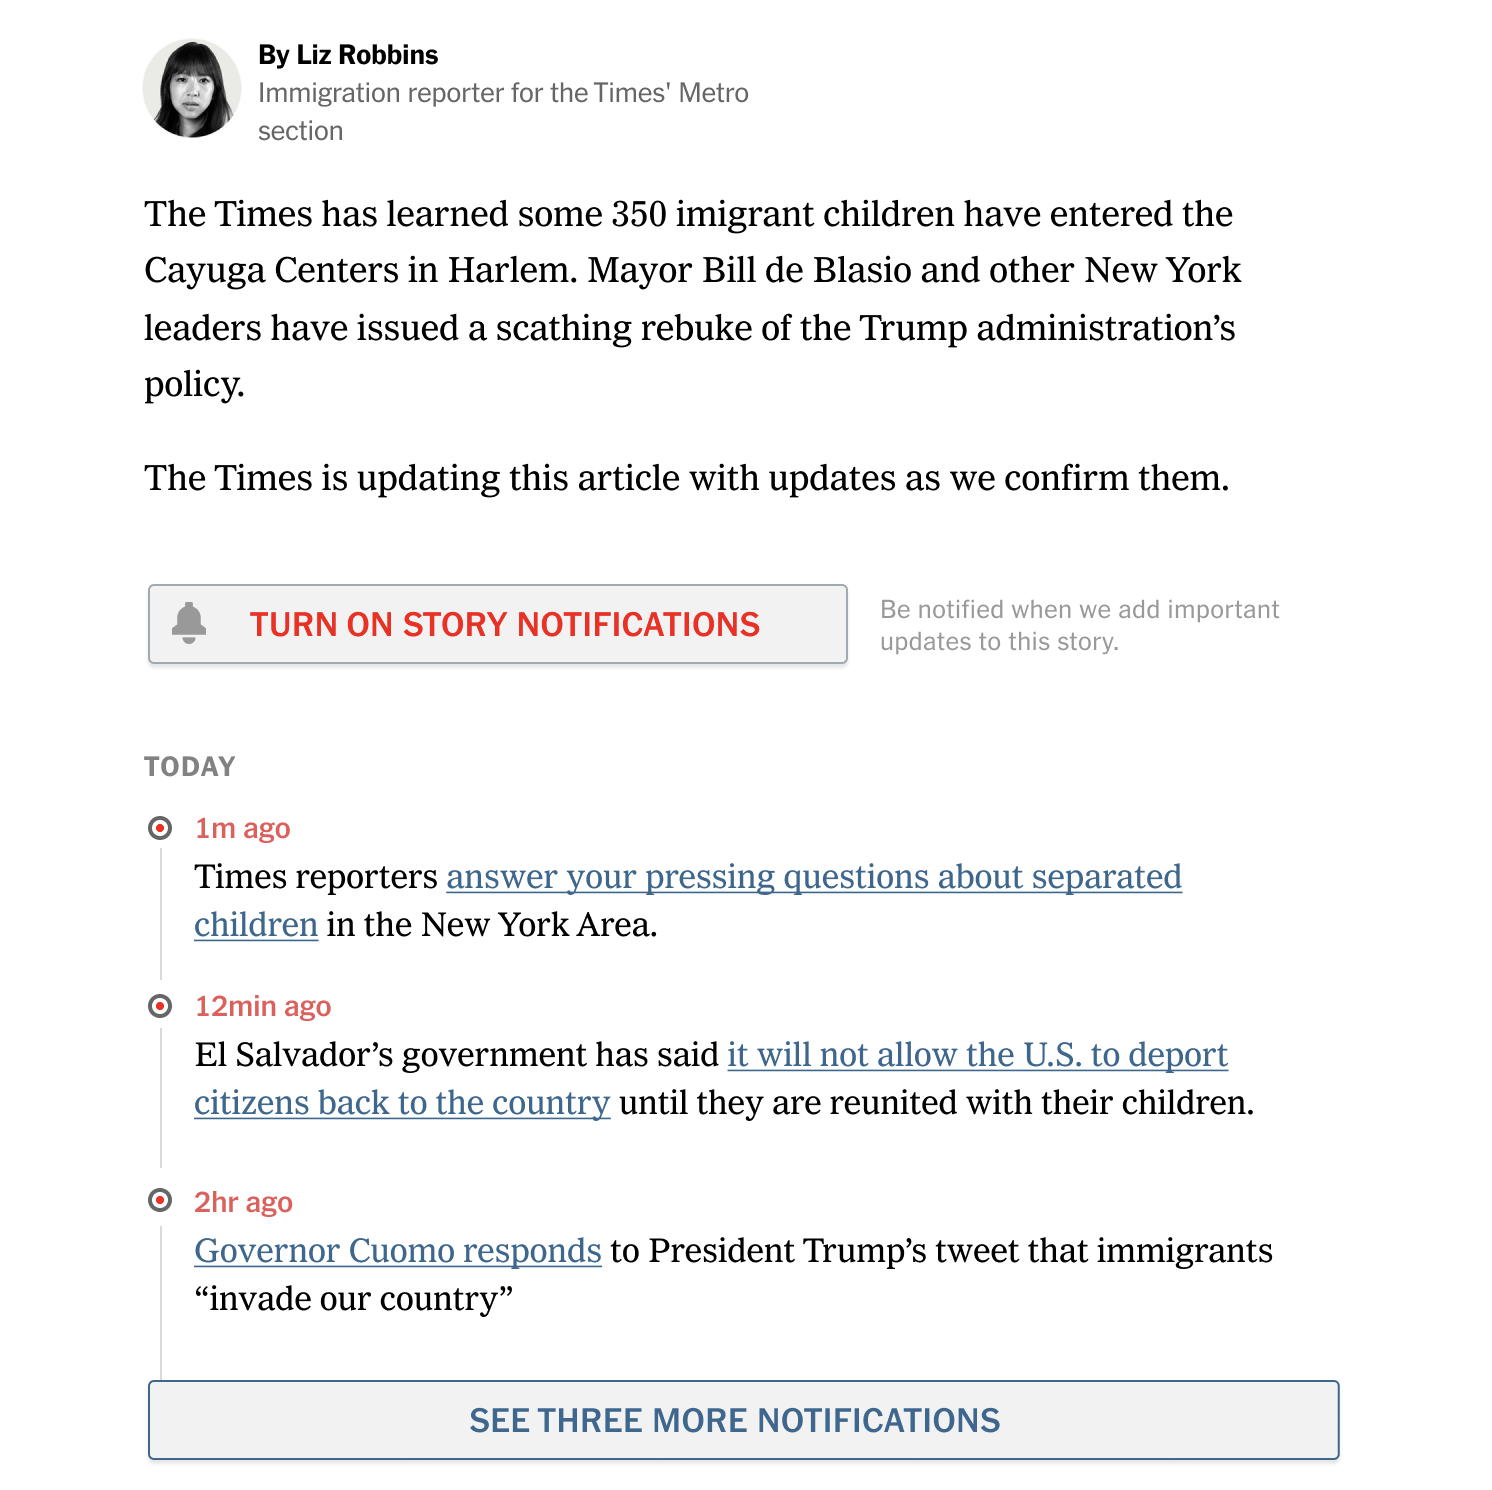 By Liz Robbins
Immigration reporter for the Times' Metro
section
The Times has learned some 350 imigrant children have entered the
Cayuga Centers in Harlem. Mayor Bill de Blasio and other New York
leaders have issued a scathing rebuke of the Trump administration’s
policy.
The Times is updating this article with updates as we confirm them.
TURN ON STORY NOTIFICATIONS
Be notified when we add important
updates to this story.
TODAY
1m ago
Times reporters answer your pressing questions about separated
children in the New York Area.
12min ago
El Salvador’s government has said it will not allow the U.S. to deport
citizens back to the country until they are reunited with their children.
2hr ago
Governor Cuomo responds to President Trump’s tweet that immigrants
“invade our country”
SEE THREE MORE NOTIFICATIONS